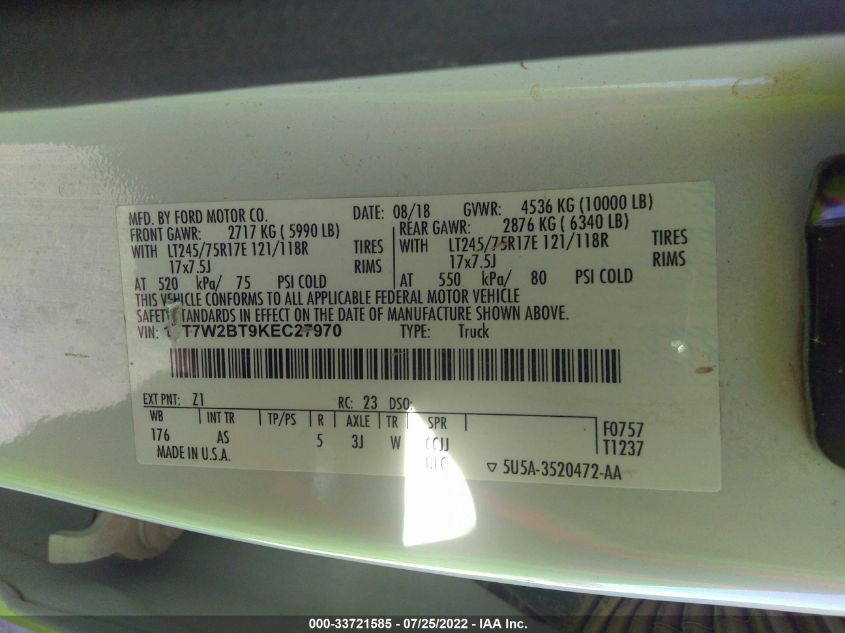 MFD. BY FORD MOTOR CO. DATE: 08/18 GVWR: 4536 KG (10000 LB)
FRONT GAWR: 2717 KG ( 5990 LB) REAR GAWR: 2876 KG ( 6340 LB)
WITH LT245/75R17E 121/118R TIRES WITH LT245/75R17E 121/118R TIRES
17x7.5J RIMS 17x7.5J RIMS
AT 520 kPa/ 75 PSI COLD AT 550 kPa/ 80 PSI COLD
THIS VEHICLE CONFORMS TO ALL APPLICABLE FEDERAL MOTOR VEHICLE
SAFETY STANDARDS IN EFFECT ON THE DATE OF MANUFACTURE SHOWN ABOVE.
VIN: T7W2BT9KEC27970 TYPE: Truck
EXT PNT: Z1 RC: 23 DSO:
WB INT TR TP/PS R AXLE TR SPR F0757
176 AS 5 3J W CCJJ T1237
MADE IN U.S.A. 5U5A-3520472-AA
000-33721585 - 07/25/2022 - IAA Inc.